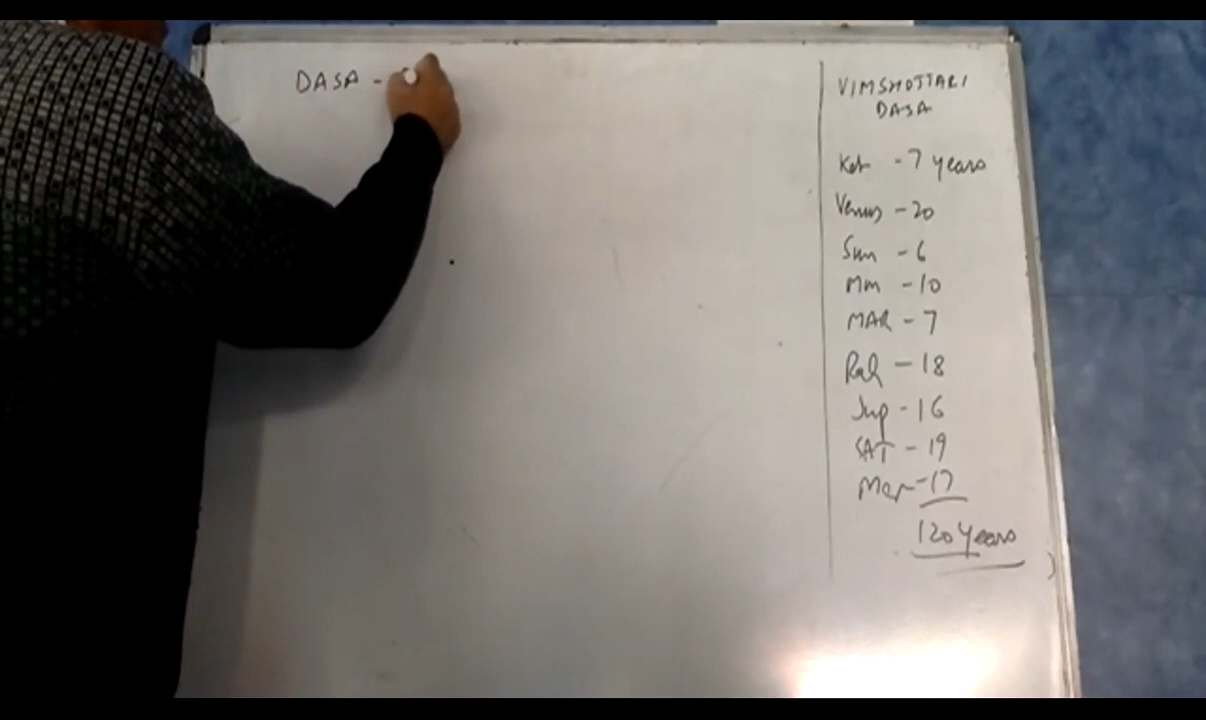 DASA -
VIMSHOTTARI
DASA
Ket - 7 years
Venus - 20
Sun - 6
Mm - 10
MAR - 7
Rah - 18
Jup - 16
SAT - 19
Mer - 17
120 years